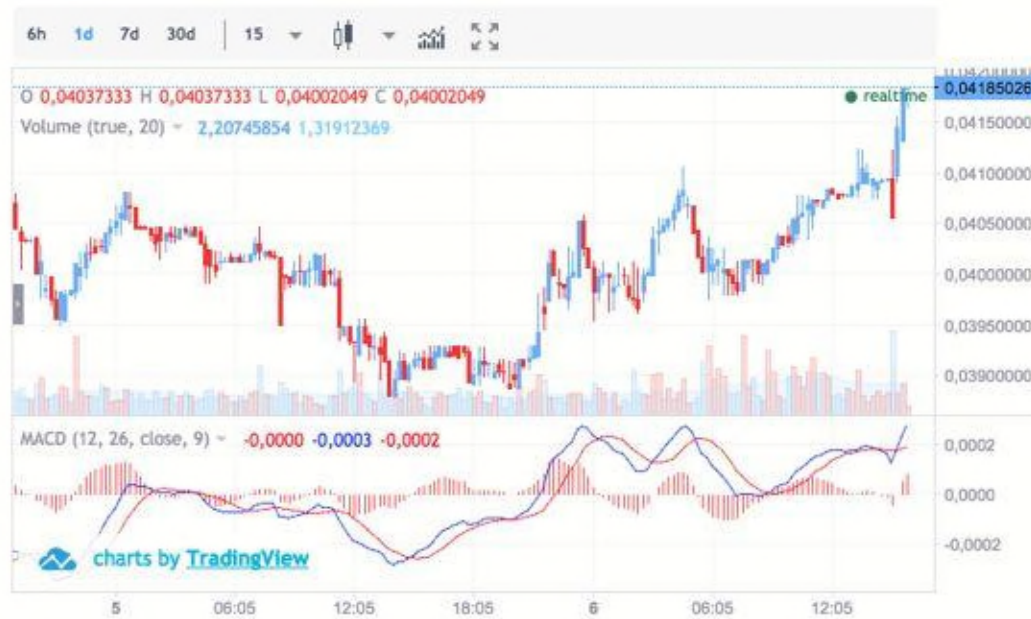 6h 1d 7d 30d 15
O 0,04037333 H 0,04037333 L 0,04002049 C 0,04002049
realtime
Volume (true, 20) 2,20745854 1,31912369
0,04200000
0,04185026
0,04150000
0,04100000
0,04050000
0,04000000
0,03950000
0,03900000
MACD (12, 26, close, 9) -0,0000 -0,0003 -0,0002
0,0002
0,0000
-0,0002
charts by TradingView
5 06:05 12:05 18:05 6 06:05 12:05